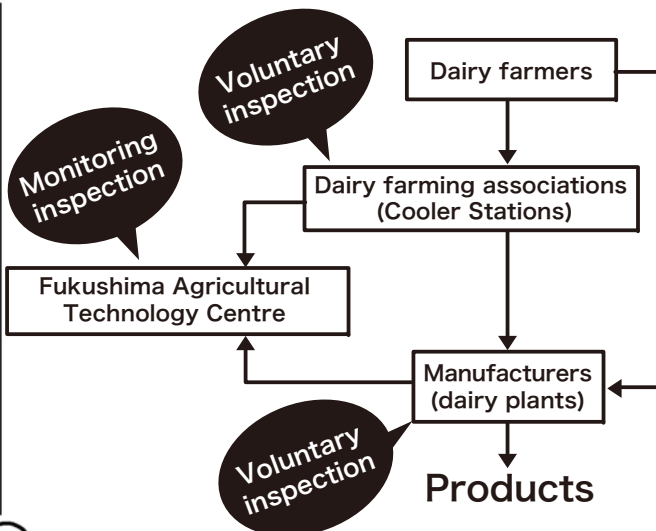 Voluntary
inspection
Dairy farmers
Monitoring
inspection
Dairy farming associations
(Cooler Stations)
Fukushima Agricultural
Technology Centre
Manufacturers
(dairy plants)
Voluntary
inspection
Products